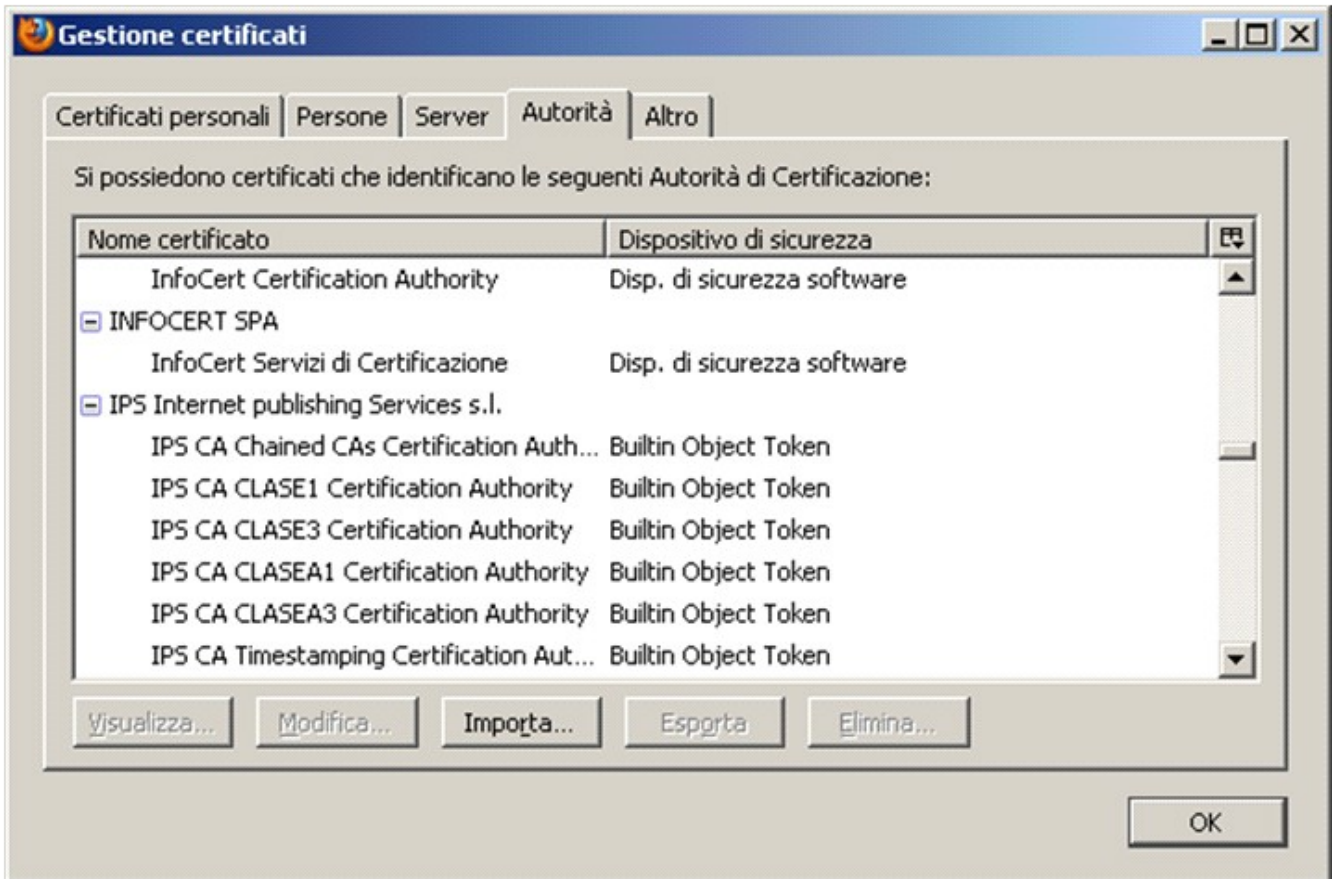 Gestione certificati
Certificati personali Persone Server Autorità Altro
Si possiedono certificati che identificano le seguenti Autorità di Certificazione:
Nome certificato Dispositivo di sicurezza
InfoCert Certification Authority Disp. di sicurezza software
INFOCERT SPA
InfoCert Servizi di Certificazione Disp. di sicurezza software
IPS Internet publishing Services s.l.
IPS CA Chained CAs Certification Auth... Builtin Object Token
IPS CA CLASE1 Certification Authority Builtin Object Token
IPS CA CLASE3 Certification Authority Builtin Object Token
IPS CA CLASEA1 Certification Authority Builtin Object Token
IPS CA CLASEA3 Certification Authority Builtin Object Token
IPS CA Timestamping Certification Aut... Builtin Object Token
Visualizza... Modifica... Importa... Esporta Elimina...
OK